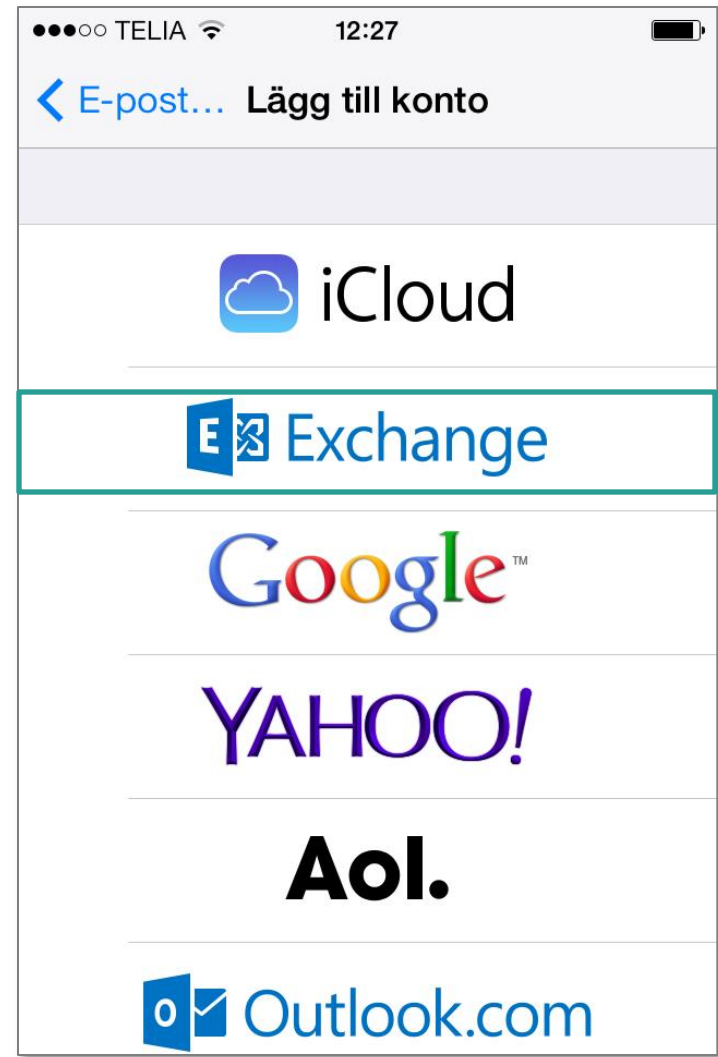 TELIA 12:27
E-post... Lägg till konto
iCloud
E Exchange
Google™
YAHOO!
Aol.
o Outlook.com